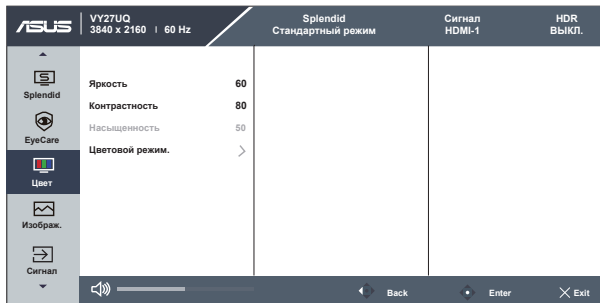 ASUS
VY27UQ
3840 x 2160 | 60 Hz
Splendid
Стандартный режим
Сигнал
HDMI-1
HDR
ВЫКЛ.
Splendid
EyeCare
Цвет
Изображ.
Сигнал
Яркость 60
Контрастность 80
Насыщенность 50
Цветовой режим.
Back
Enter
Exit